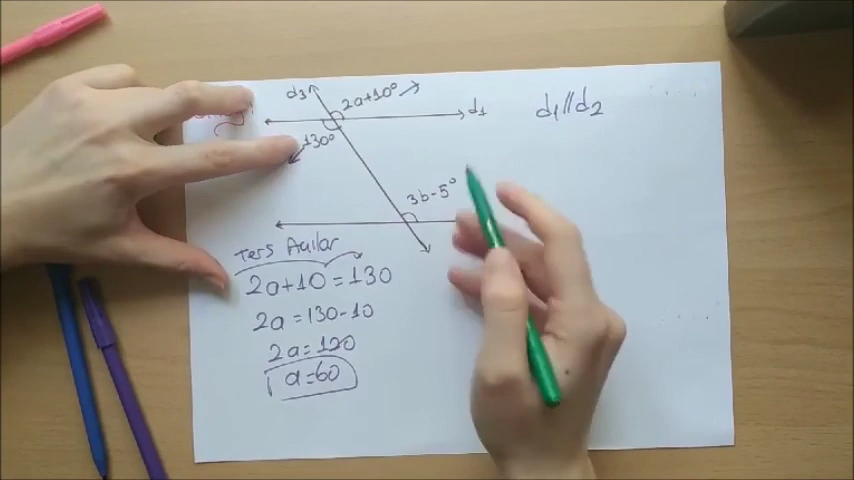 d3
2a+10°
d1
d1//d2
130°
3b-5°
Ters Açılar
2a+10=130
2a=130-10
2a=120
a=60